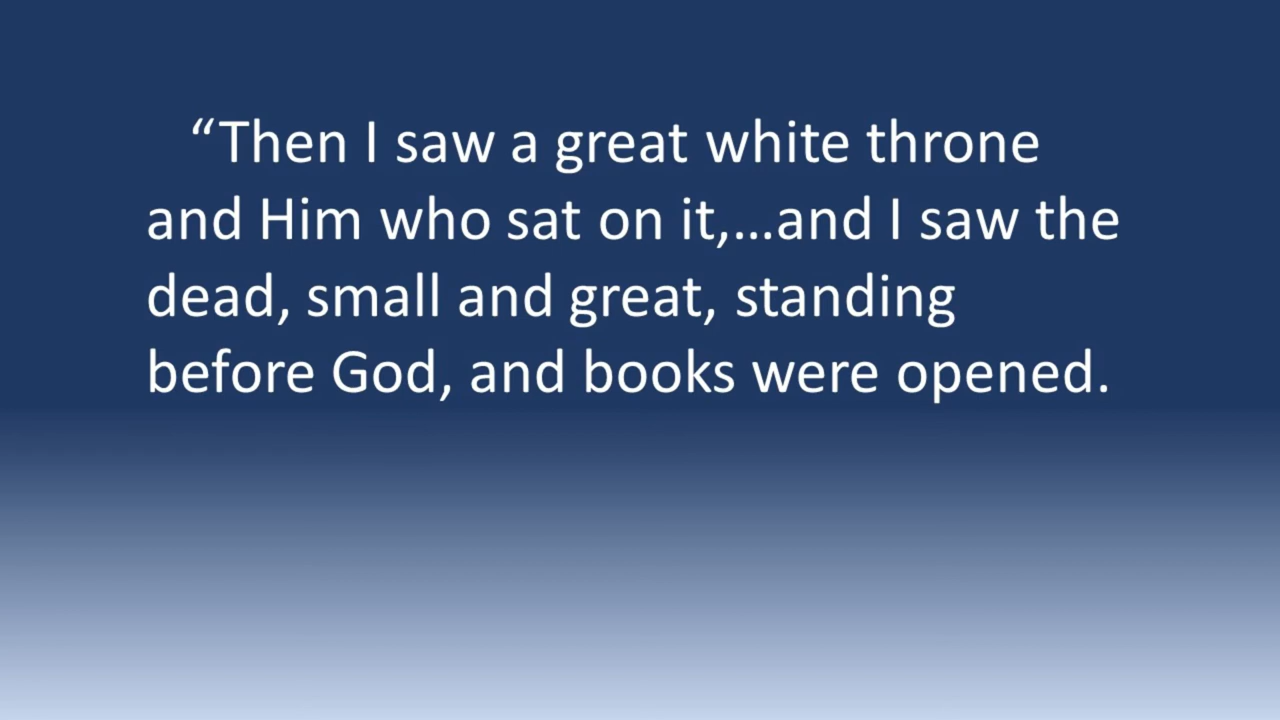 “Then I saw a great white throne
and Him who sat on it,…and I saw the
dead, small and great, standing
before God, and books were opened.